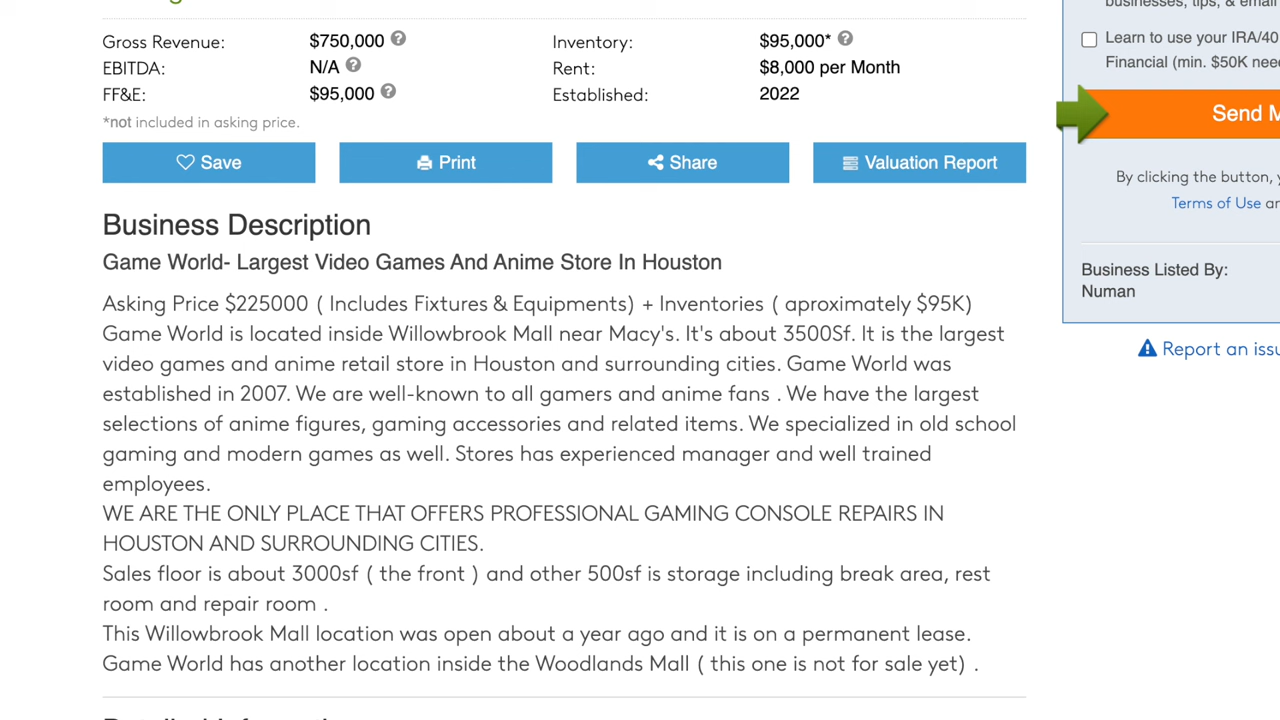 businesses, tips, & email
Gross Revenue: $750,000 Inventory: $95,000*
Learn to use your IRA/40
EBITDA: N/A Rent: $8,000 per Month
Financial (min. $50K nee
FF&E: $95,000 Established: 2022
Send M
*not included in asking price.
Save Print Share Valuation Report
By clicking the button, y
Terms of Use an
Business Description
Game World- Largest Video Games And Anime Store In Houston
Business Listed By:
Numan
Asking Price $225000 ( Includes Fixtures & Equipments) + Inventories ( aproximately $95K)
Game World is located inside Willowbrook Mall near Macy's. It's about 3500Sf. It is the largest
Report an issu
video games and anime retail store in Houston and surrounding cities. Game World was
established in 2007. We are well-known to all gamers and anime fans . We have the largest
selections of anime figures, gaming accessories and related items. We specialized in old school
gaming and modern games as well. Stores has experienced manager and well trained
employees.
WE ARE THE ONLY PLACE THAT OFFERS PROFESSIONAL GAMING CONSOLE REPAIRS IN
HOUSTON AND SURROUNDING CITIES.
Sales floor is about 3000sf ( the front ) and other 500sf is storage including break area, rest
room and repair room .
This Willowbrook Mall location was open about a year ago and it is on a permanent lease.
Game World has another location inside the Woodlands Mall ( this one is not for sale yet) .